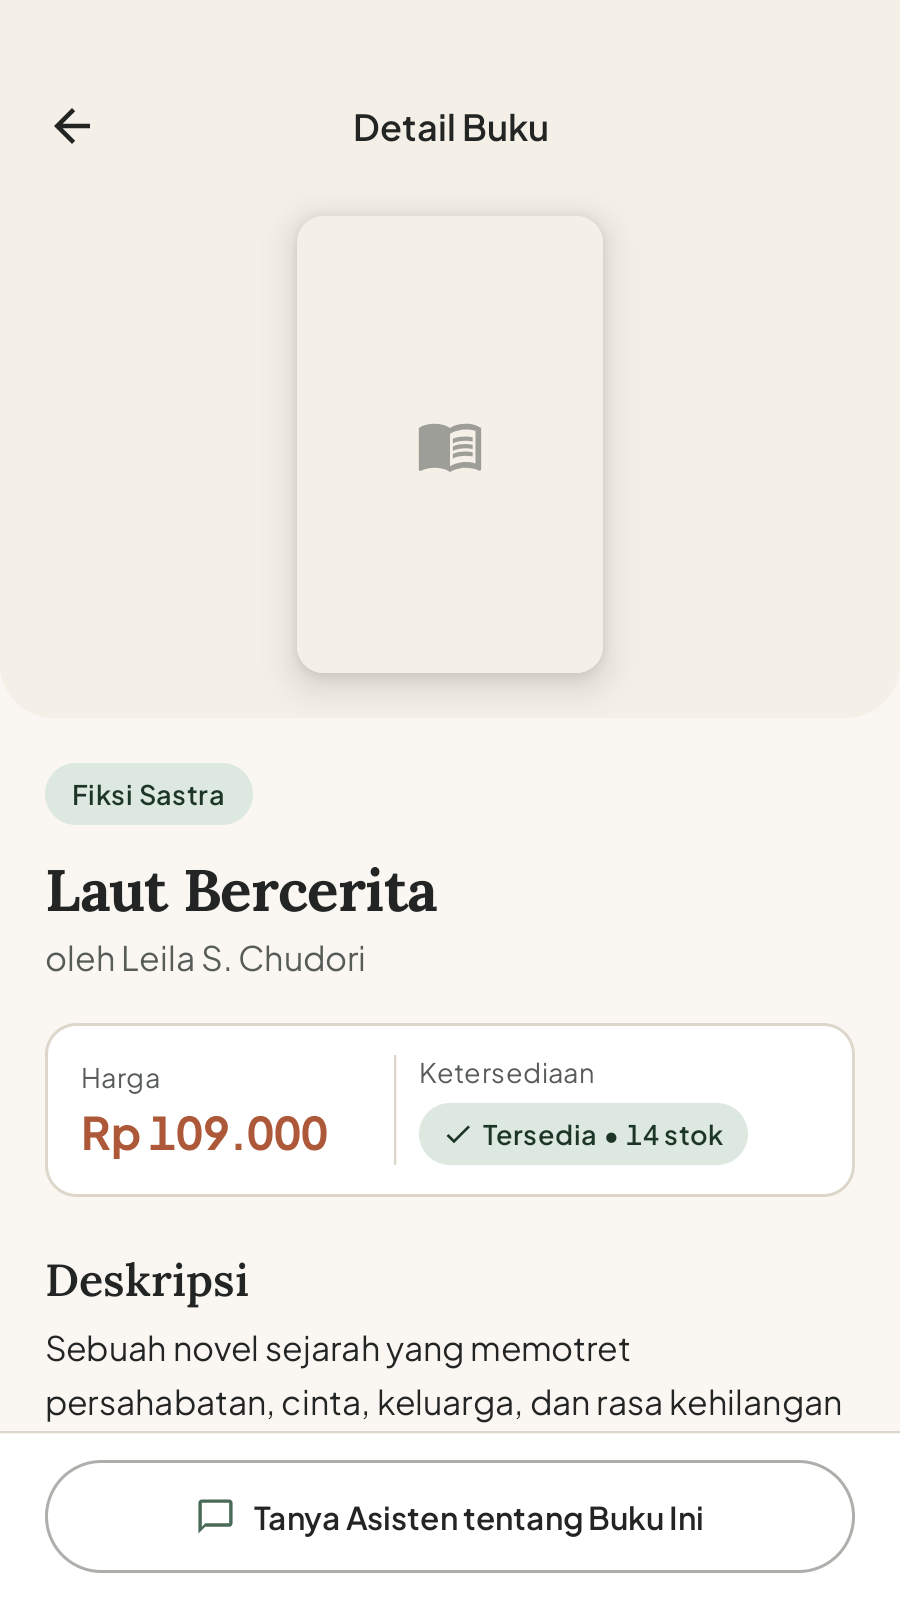 Detail Buku
Fiksi Sastra
Laut Bercerita
oleh Leila S. Chudori
Harga
Rp 109.000
Ketersediaan
Tersedia • 14 stok
Deskripsi
Sebuah novel sejarah yang memotret
persahabatan, cinta, keluarga, dan rasa kehilangan
Tanya Asisten tentang Buku Ini